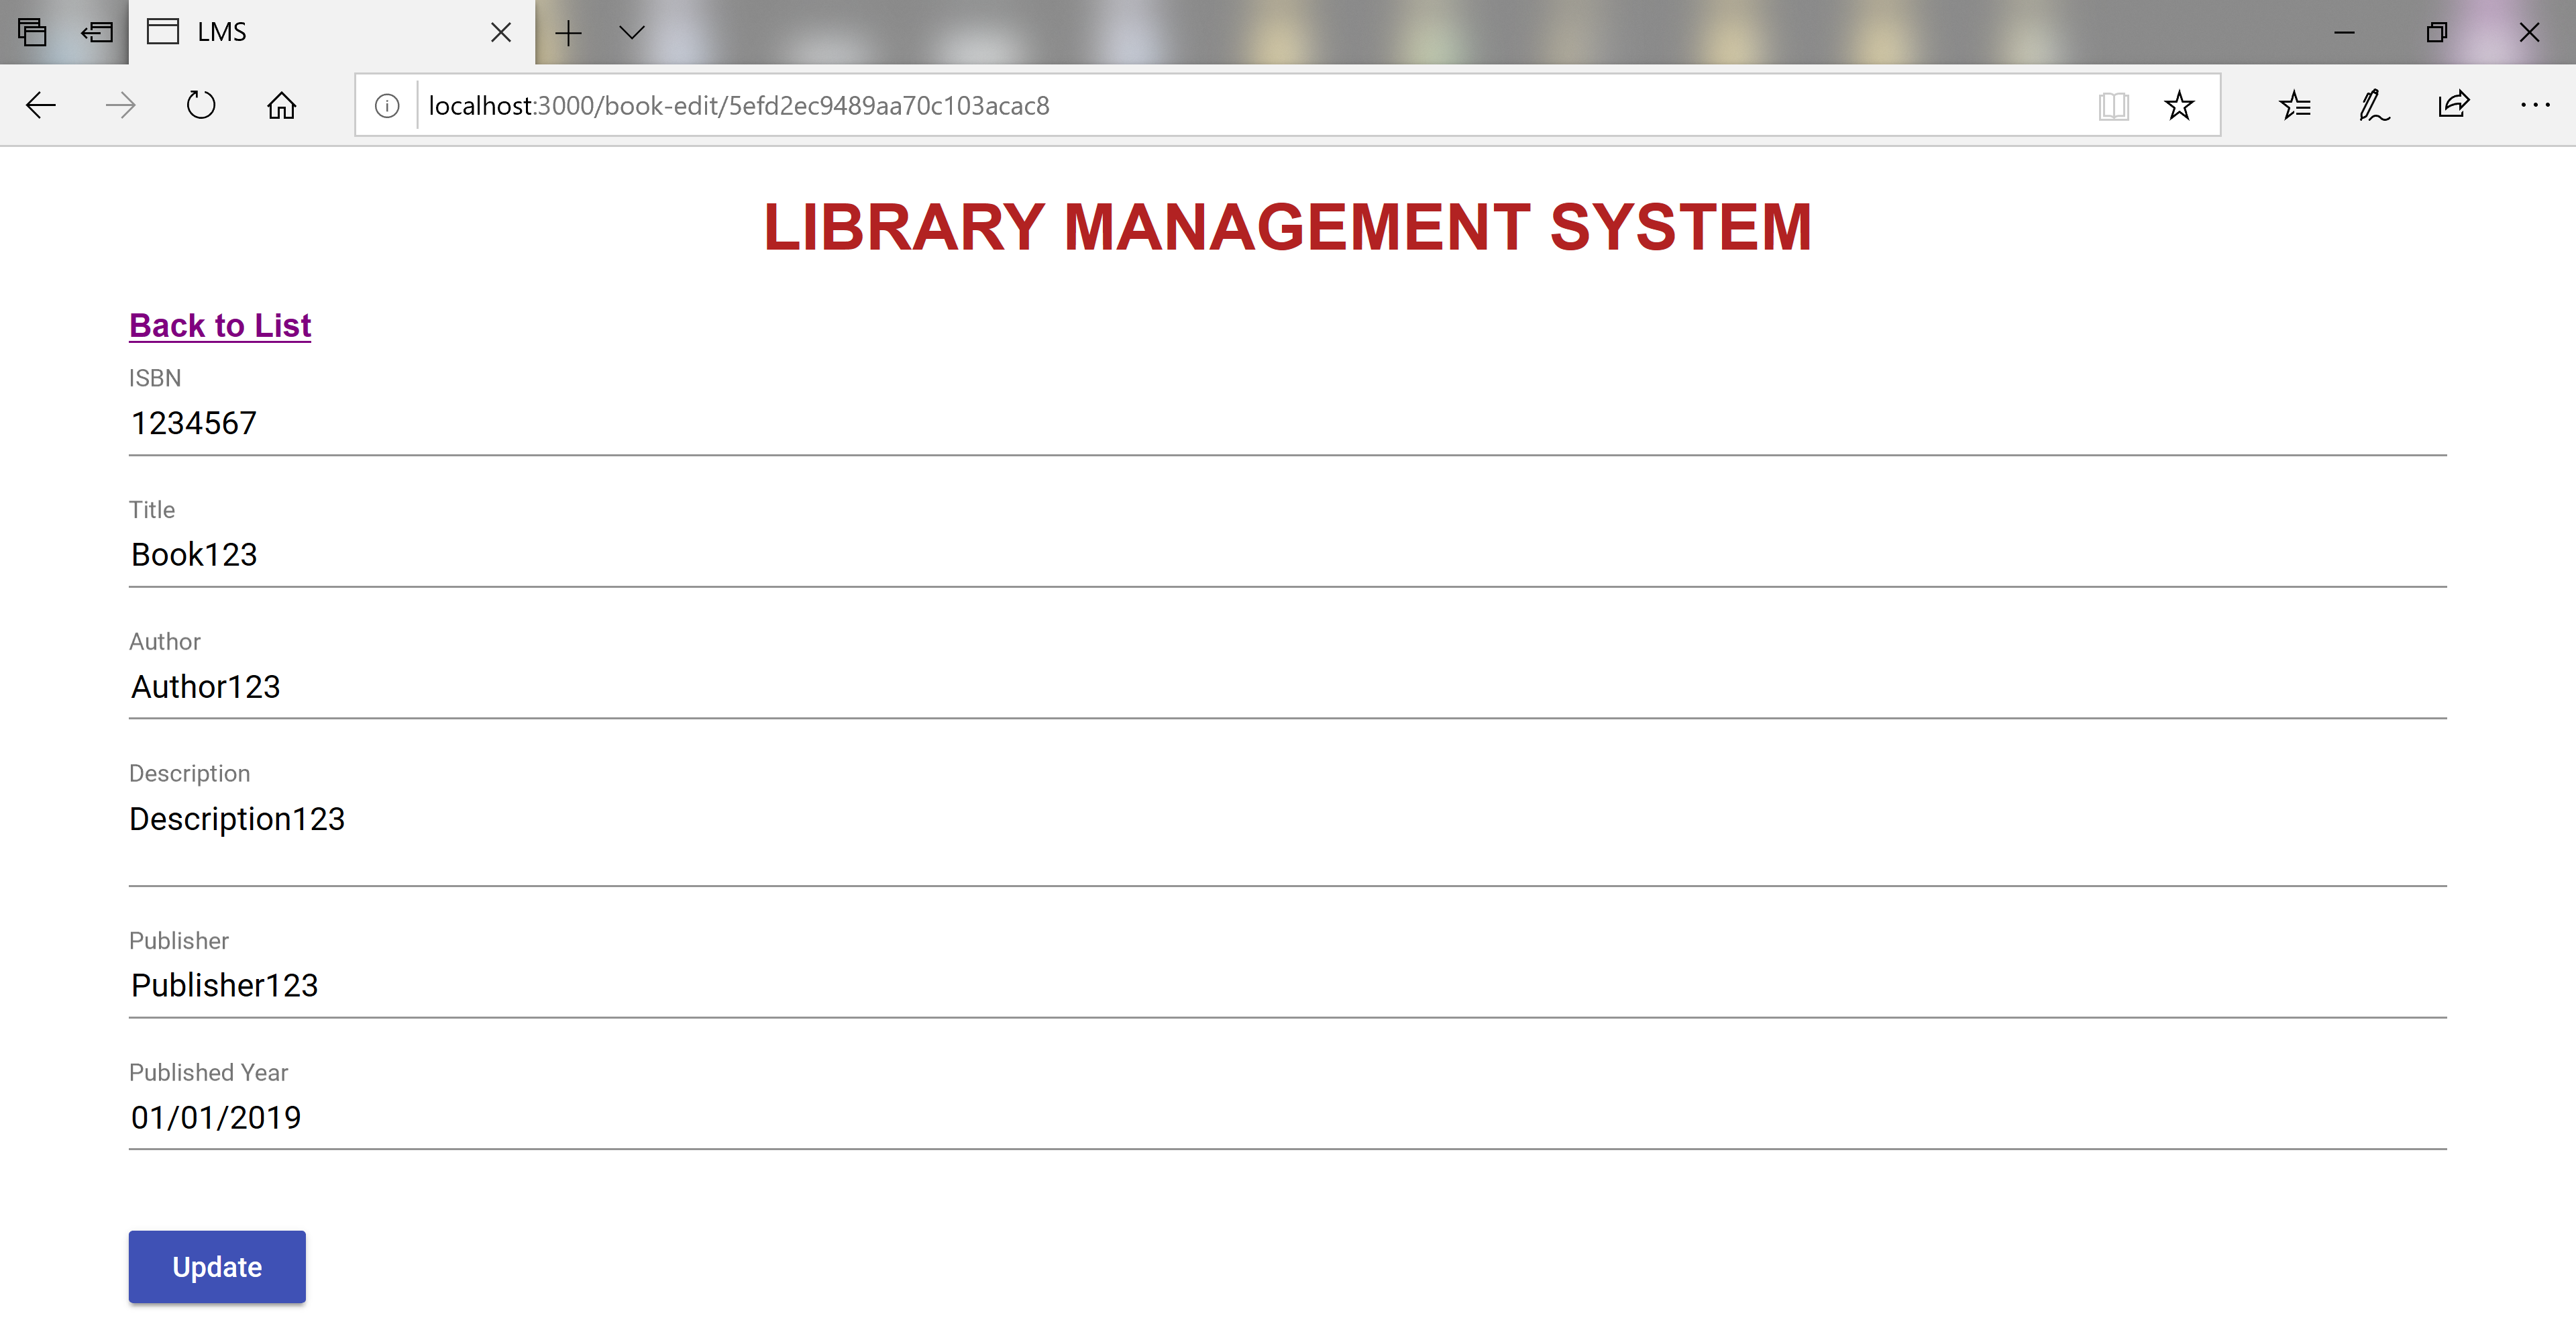 LMS
localhost:3000/book-edit/5efd2ec9489aa70c103acac8
LIBRARY MANAGEMENT SYSTEM
Back to List
ISBN
1234567
Title
Book123
Author
Author123
Description
Description123
Publisher
Publisher123
Published Year
01/01/2019
Update